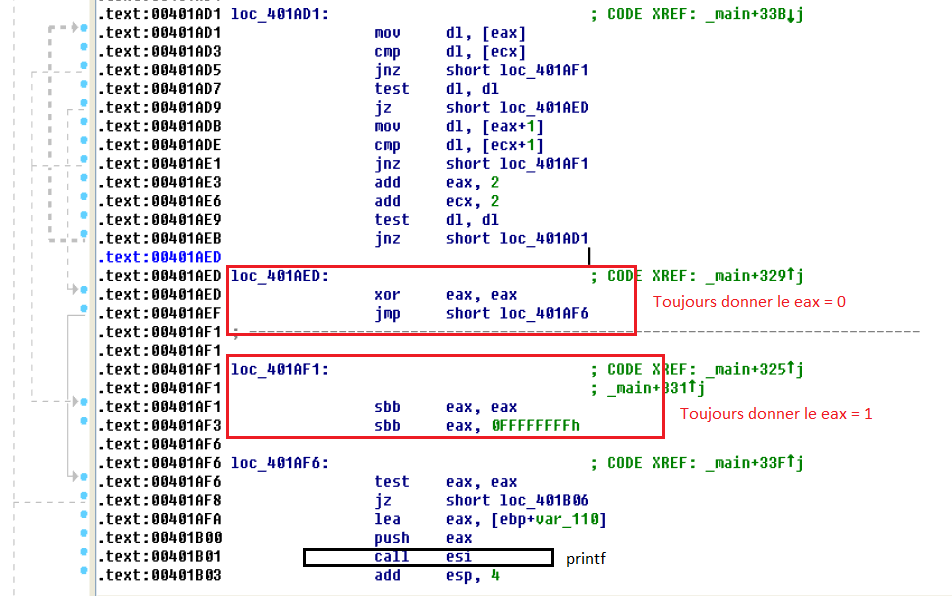 .text:00401AD1 loc_401AD1: ; CODE XREF: _main+33B↓j
.text:00401AD1 mov dl, [eax]
.text:00401AD3 cmp dl, [ecx]
.text:00401AD5 jnz short loc_401AF1
.text:00401AD7 test dl, dl
.text:00401AD9 jz short loc_401AED
.text:00401ADB mov dl, [eax+1]
.text:00401ADE cmp dl, [ecx+1]
.text:00401AE1 jnz short loc_401AF1
.text:00401AE3 add eax, 2
.text:00401AE6 add ecx, 2
.text:00401AE9 test dl, dl
.text:00401AEB jnz short loc_401AD1
.text:00401AED
.text:00401AED loc_401AED: ; CODE XREF: _main+329↑j
.text:00401AED xor eax, eax Toujours donner le eax = 0
.text:00401AEF jmp short loc_401AF6
.text:00401AF1 ; ---------------------------------------------------------------------------
.text:00401AF1
.text:00401AF1 loc_401AF1: ; CODE XREF: _main+325↑j
.text:00401AF1 ; _main+331↑j
.text:00401AF1 sbb eax, eax Toujours donner le eax = 1
.text:00401AF3 sbb eax, 0FFFFFFFFh
.text:00401AF6
.text:00401AF6 loc_401AF6: ; CODE XREF: _main+33F↑j
.text:00401AF6 test eax, eax
.text:00401AF8 jz short loc_401B06
.text:00401AFA lea eax, [ebp+var_110]
.text:00401B00 push eax
.text:00401B01 call esi printf
.text:00401B03 add esp, 4